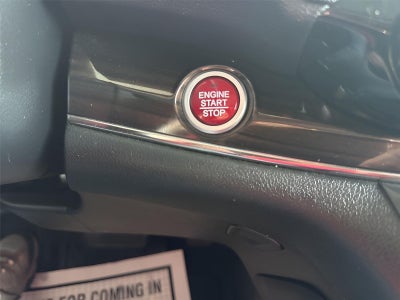 ENGINE
START
STOP
FOR COMING IN